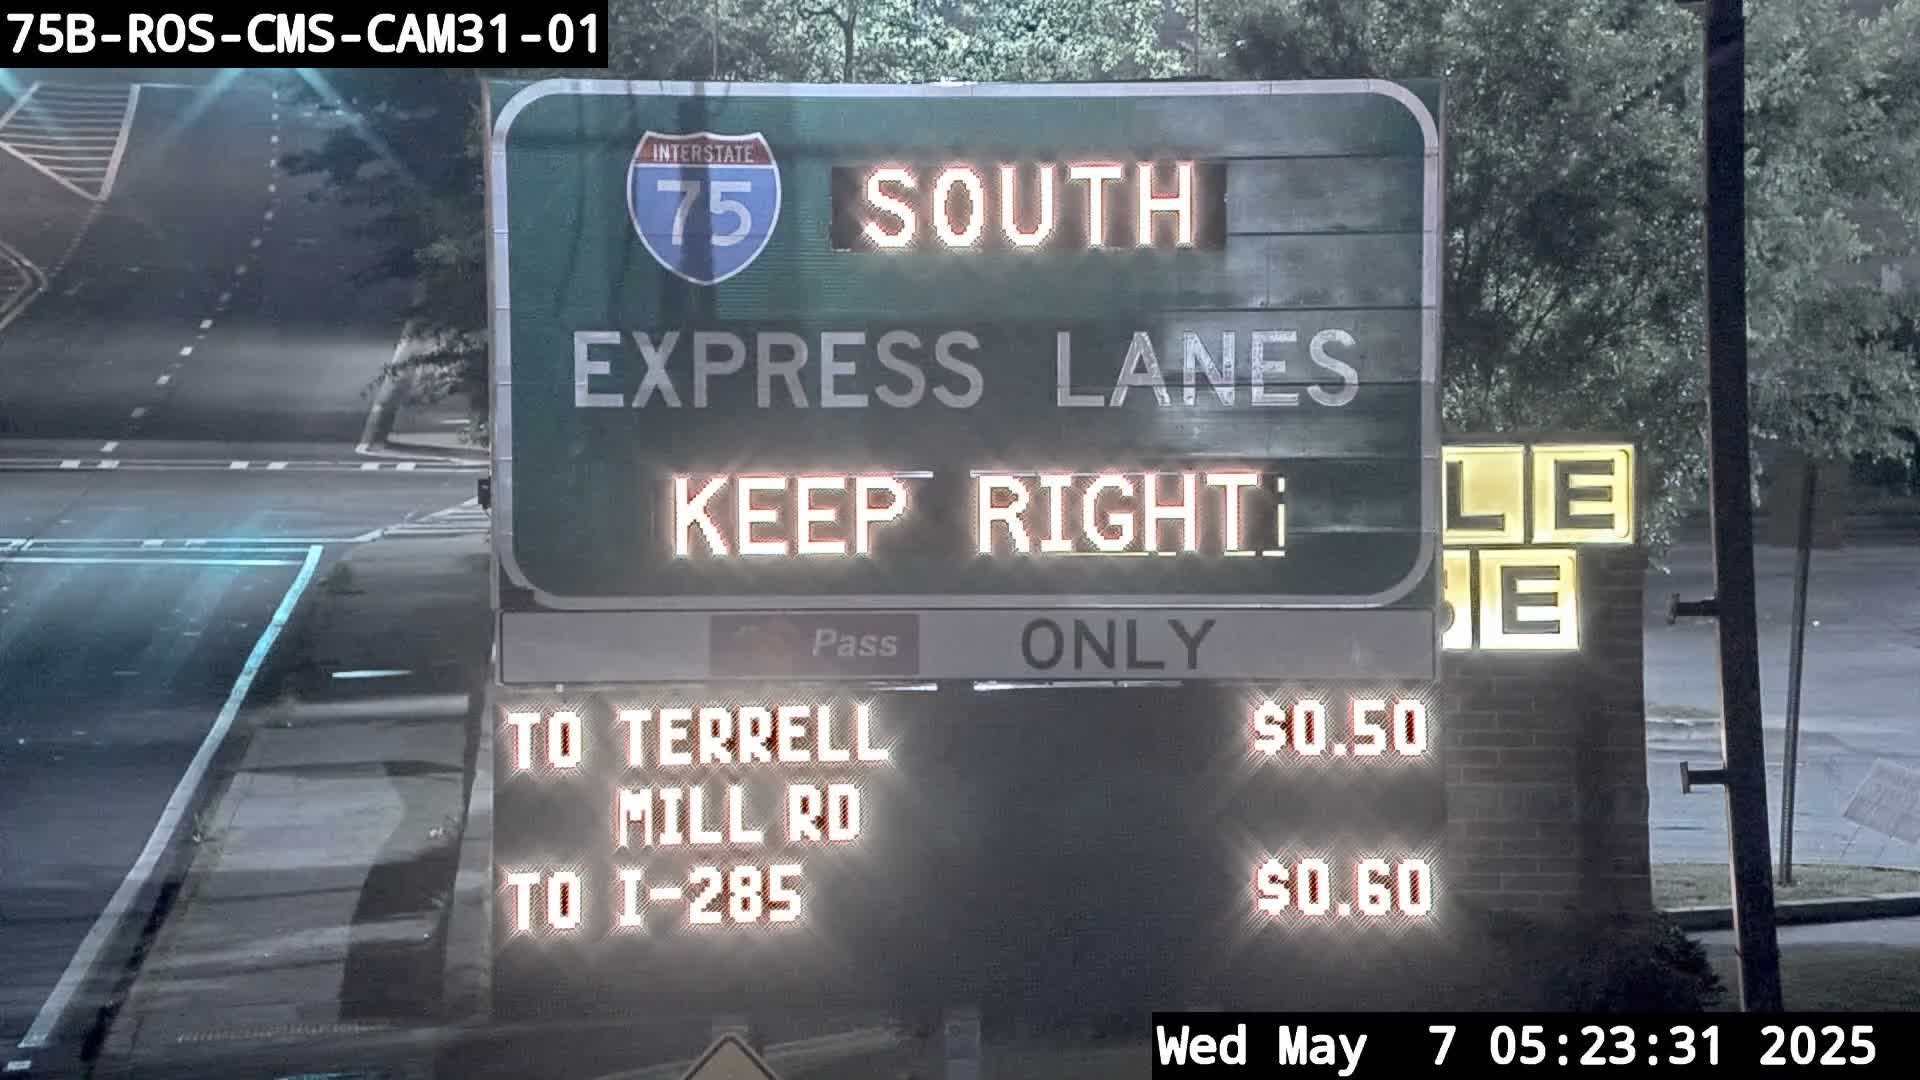 75B-ROS-CMS-CAM31-01
INTERSTATE
75
SOUTH
EXPRESS LANES
KEEP RIGHT
Pass ONLY
LE
E
TO TERRELL $0.50
MILL RD
TO I-285 $0.60
Wed May 7 05:23:31 2025